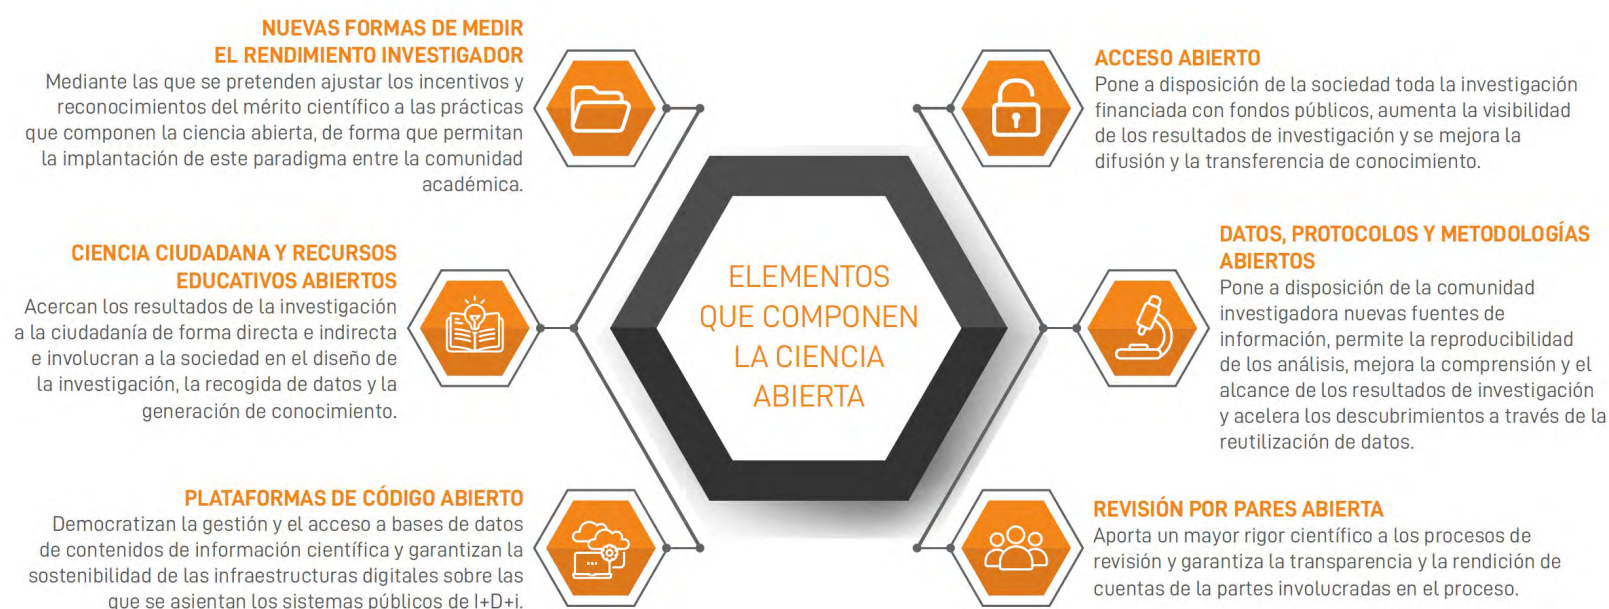 NUEVAS FORMAS DE MEDIR
EL RENDIMIENTO INVESTIGADOR
Mediante las que se pretenden ajustar los incentivos y
reconocimientos del mérito científico a las prácticas
que componen la ciencia abierta, de forma que permitan
la implantación de este paradigma entre la comunidad
académica.
CIENCIA CIUDADANA Y RECURSOS
EDUCATIVOS ABIERTOS
Acercan los resultados de la investigación
a la ciudadanía de forma directa e indirecta
e involucran a la sociedad en el diseño de
la investigación, la recogida de datos y la
generación de conocimiento.
PLATAFORMAS DE CÓDIGO ABIERTO
Democratizan la gestión y el acceso a bases de datos
de contenidos de información científica y garantizan la
sostenibilidad de las infraestructuras digitales sobre las
que se asientan los sistemas públicos de I+D+i.
ELEMENTOS
QUE COMPONEN
LA CIENCIA
ABIERTA
ACCESO ABIERTO
Pone a disposición de la sociedad toda la investigación
financiada con fondos públicos, aumenta la visibilidad
de los resultados de investigación y se mejora la
difusión y la transferencia de conocimiento.
DATOS, PROTOCOLOS Y METODOLOGÍAS
ABIERTOS
Pone a disposición de la comunidad
investigadora nuevas fuentes de
información, permite la reproducibilidad
de los análisis, mejora la comprensión y el
alcance de los resultados de investigación
y acelera los descubrimientos a través de la
reutilización de datos.
REVISIÓN POR PARES ABIERTA
Aporta un mayor rigor científico a los procesos de
revisión y garantiza la transparencia y la rendición de
cuentas de la partes involucradas en el proceso.